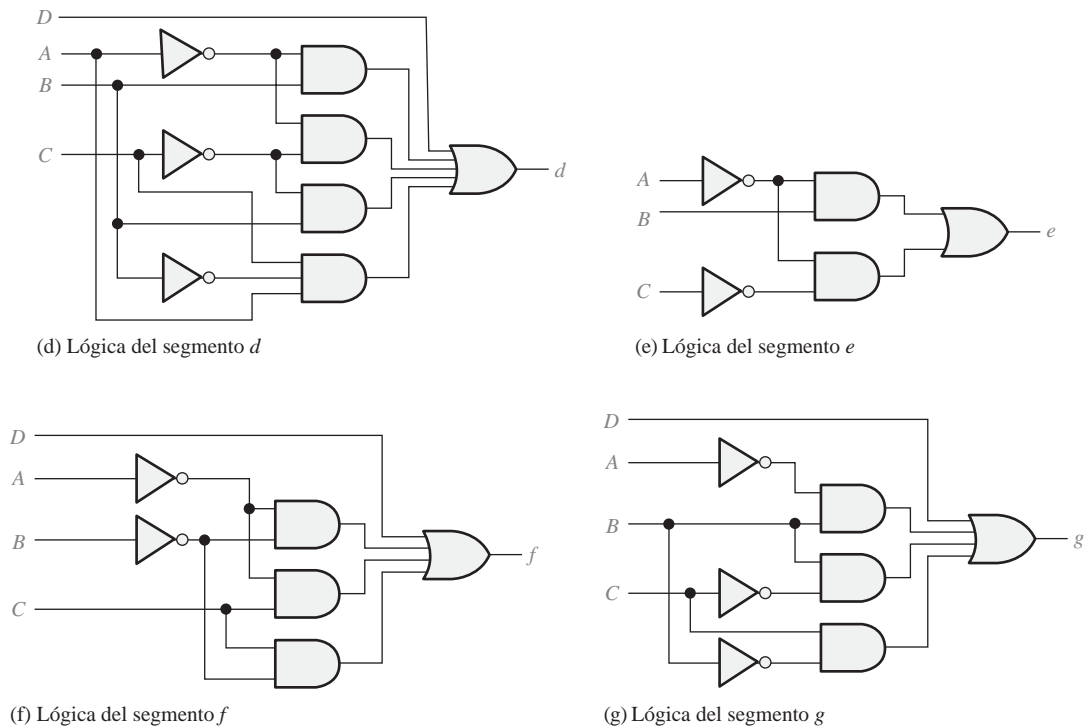 D
A
B
C
d
(d) Lógica del segmento d
A
B
C
e
(e) Lógica del segmento e
D
A
B
C
f
(f) Lógica del segmento f
D
A
B
C
g
(g) Lógica del segmento g